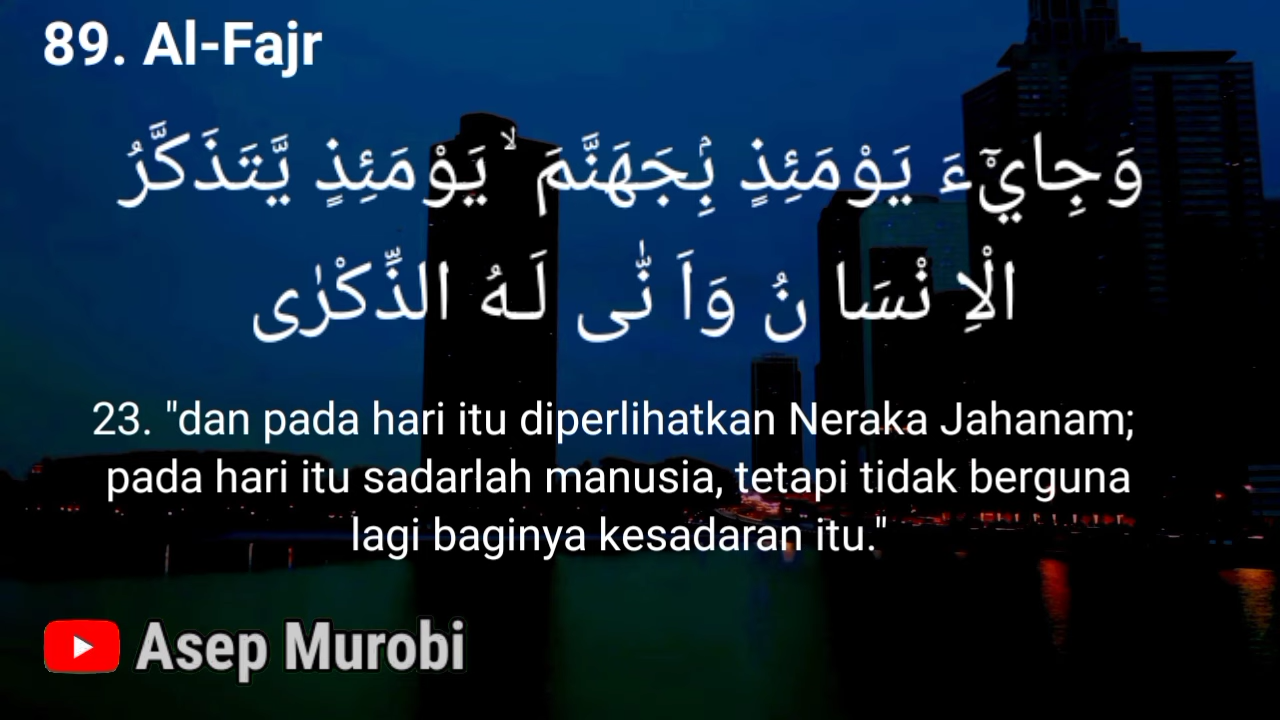 89. Al-Fajr
وَجِايْٓءَ يَوْمَئِذٍ بِۢجَهَنَّمَ ۙ يَوْمَئِذٍ يَّتَذَكَّرُ
الْاِ نْسَا نُ وَاَ نّٰى لَـهُ الذِّكْرٰى
23. "dan pada hari itu diperlihatkan Neraka Jahanam;
pada hari itu sadarlah manusia, tetapi tidak berguna
lagi baginya kesadaran itu."
Asep Murobi